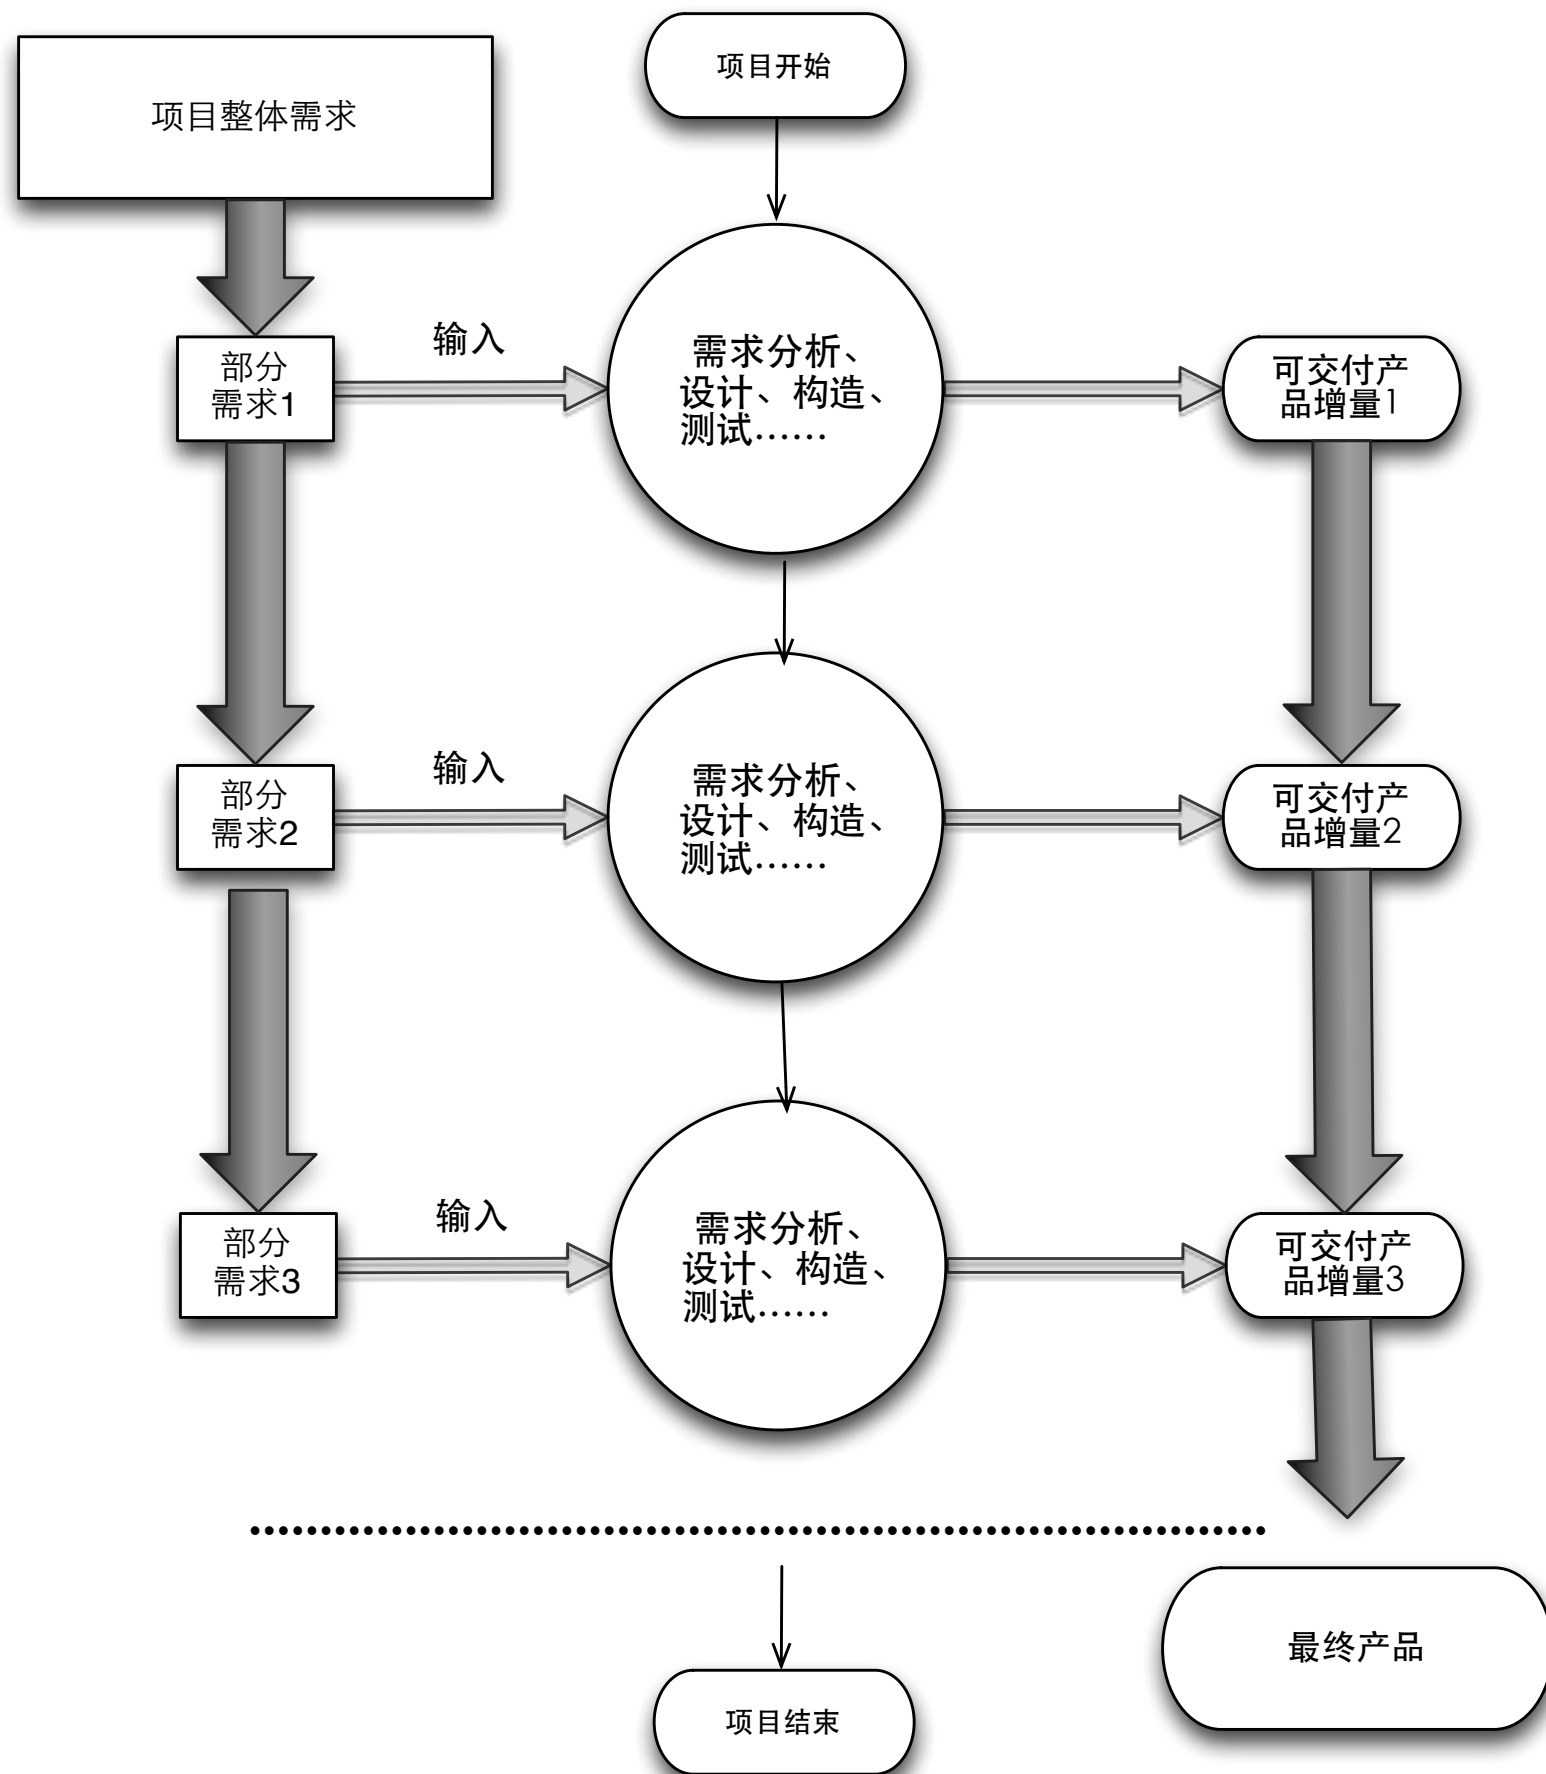 项目开始
项目整体需求
输入
部分
需求1
需求分析、
设计、构造、
测试……
可交付产
品增量1
输入
部分
需求2
需求分析、
设计、构造、
测试……
可交付产
品增量2
输入
部分
需求3
需求分析、
设计、构造、
测试……
可交付产
品增量3
最终产品
项目结束